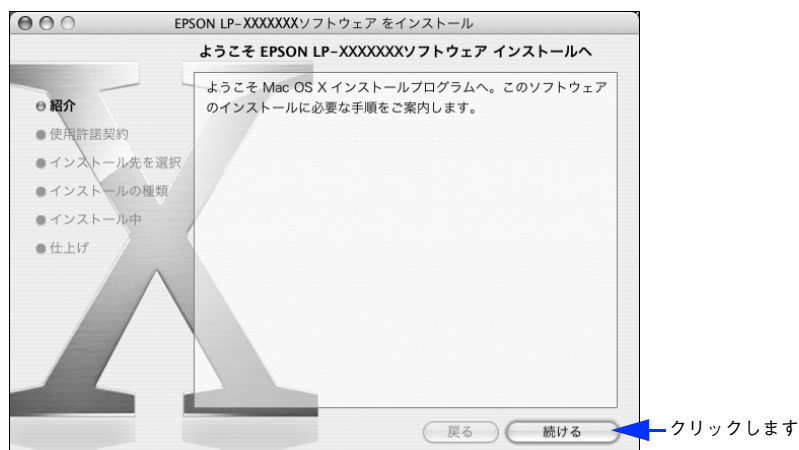 EPSON LP-XXXXXXXソフトウェア をインストール
ようこそ EPSON LP-XXXXXXXソフトウェア インストールへ
ようこそ Mac OS X インストールプログラムへ。このソフトウェア
のインストールに必要な手順をご案内します。
紹介
使用許諾契約
インストール先を選択
インストールの種類
インストール中
仕上げ
戻る
続ける
クリックします